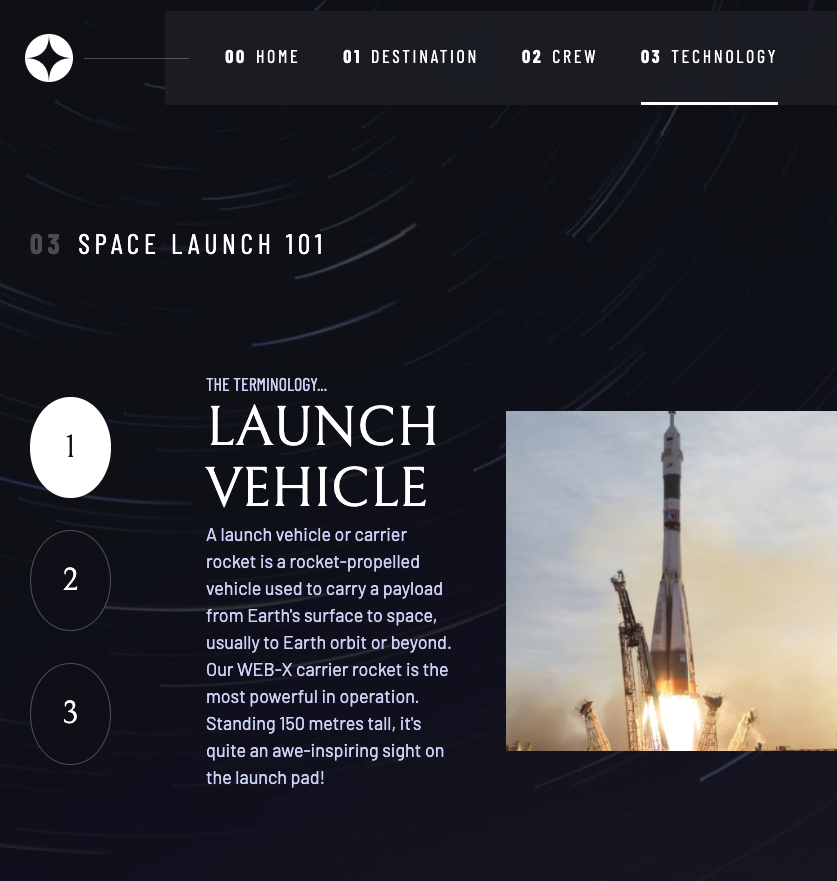 00 HOME 01 DESTINATION 02 CREW 03 TECHNOLOGY
03 SPACE LAUNCH 101
THE TERMINOLOGY...
LAUNCH
VEHICLE
A launch vehicle or carrier
rocket is a rocket-propelled
vehicle used to carry a payload
from Earth's surface to space,
usually to Earth orbit or beyond.
Our WEB-X carrier rocket is the
most powerful in operation.
Standing 150 metres tall, it's
quite an awe-inspiring sight on
the launch pad!
1
2
3